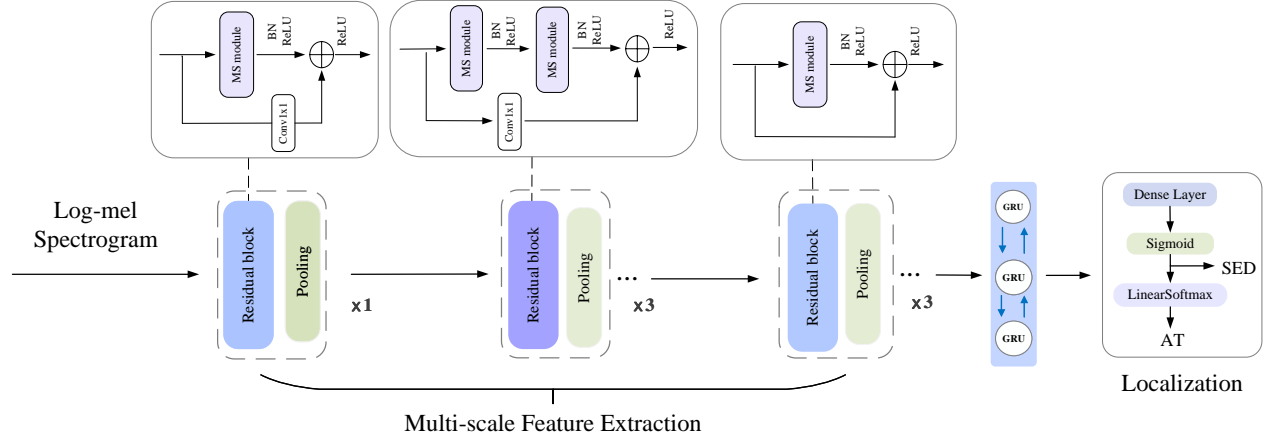 MS module
BN
ReLU
ReLU
Conv1x1
MS module
BN
ReLU
MS module
BN
ReLU
ReLU
Conv1x1
MS module
BN
ReLU
ReLU
Log-mel
Spectrogram
Residual block
Pooling
x1
Residual block
Pooling
...
x3
Residual block
Pooling
...
x3
GRU
GRU
GRU
Dense Layer
Sigmoid
SED
LinearSoftmax
AT
Localization
Multi-scale Feature Extraction